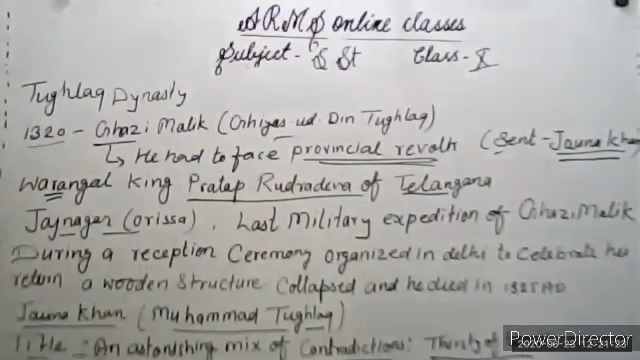 ARMS online classes
Subject - S St Class - X
Tughlaq Dynasty
1320 - Ghazi Malik (Ghiyas-ud-Din Tughlaq)
↳ He had to face provincial revolt (Sent - Jauna khan
Warangal King Pratap Rudradeva of Telangana
Jajnagar (orissa), Last Military expedition of Ghazi Malik
During a reception Ceremony organized in delhi to Celebrate his
return a wooden structure Collapsed and he died in 1325 AD
Jauna khan (Muhammad Tughlaq)
Title: An astonishing mix of Contradictions: Thirsty of
PowerDirector